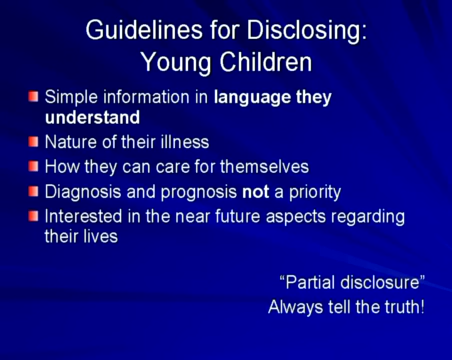 Guidelines for Disclosing:
Young Children
Simple information in language they
understand
Nature of their illness
How they can care for themselves
Diagnosis and prognosis not a priority
Interested in the near future aspects regarding
their lives
“Partial disclosure”
Always tell the truth!